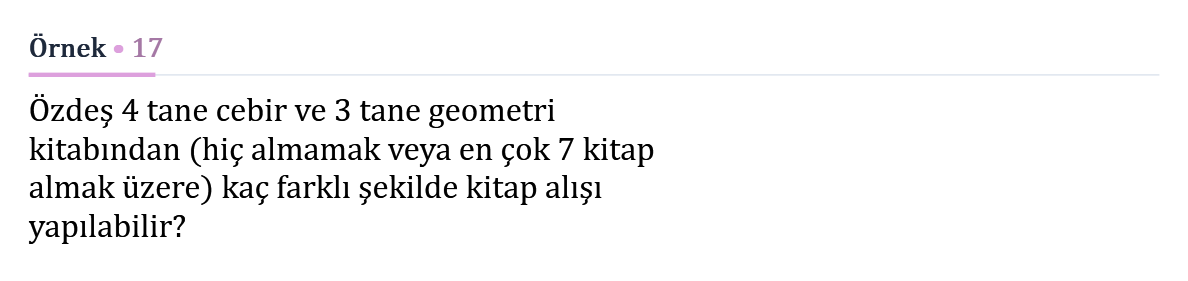 Örnek • 17
Özdeş 4 tane cebir ve 3 tane geometri
kitabından (hiç almamak veya en çok 7 kitap
almak üzere) kaç farklı şekilde kitap alışı
yapılabilir?